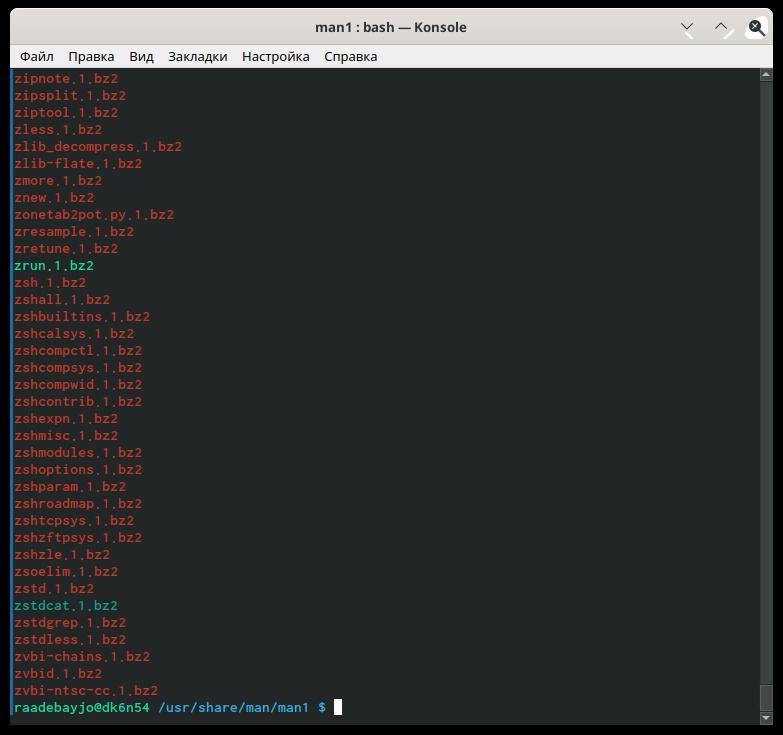 man1 : bash — Konsole
Файл Правка Вид Закладки Настройка Справка
zipnote.1.bz2
zipsplit.1.bz2
ziptool.1.bz2
zless.1.bz2
zlib_decompress.1.bz2
zlib-flate.1.bz2
zmore.1.bz2
znew.1.bz2
zonetab2pot.py.1.bz2
zresample.1.bz2
zretune.1.bz2
zrun.1.bz2
zsh.1.bz2
zshall.1.bz2
zshbuiltins.1.bz2
zshcalsys.1.bz2
zshcompctl.1.bz2
zshcompsys.1.bz2
zshcompwid.1.bz2
zshcontrib.1.bz2
zshexpn.1.bz2
zshmisc.1.bz2
zshmodules.1.bz2
zshoptions.1.bz2
zshparam.1.bz2
zshroadmap.1.bz2
zshtcpsys.1.bz2
zshzftpsys.1.bz2
zshzle.1.bz2
zsoelim.1.bz2
zstd.1.bz2
zstdcat.1.bz2
zstdgrep.1.bz2
zstdless.1.bz2
zvbi-chains.1.bz2
zvbid.1.bz2
zvbi-ntsc-cc.1.bz2
raadebayjo@dk6n54 /usr/share/man/man1 $